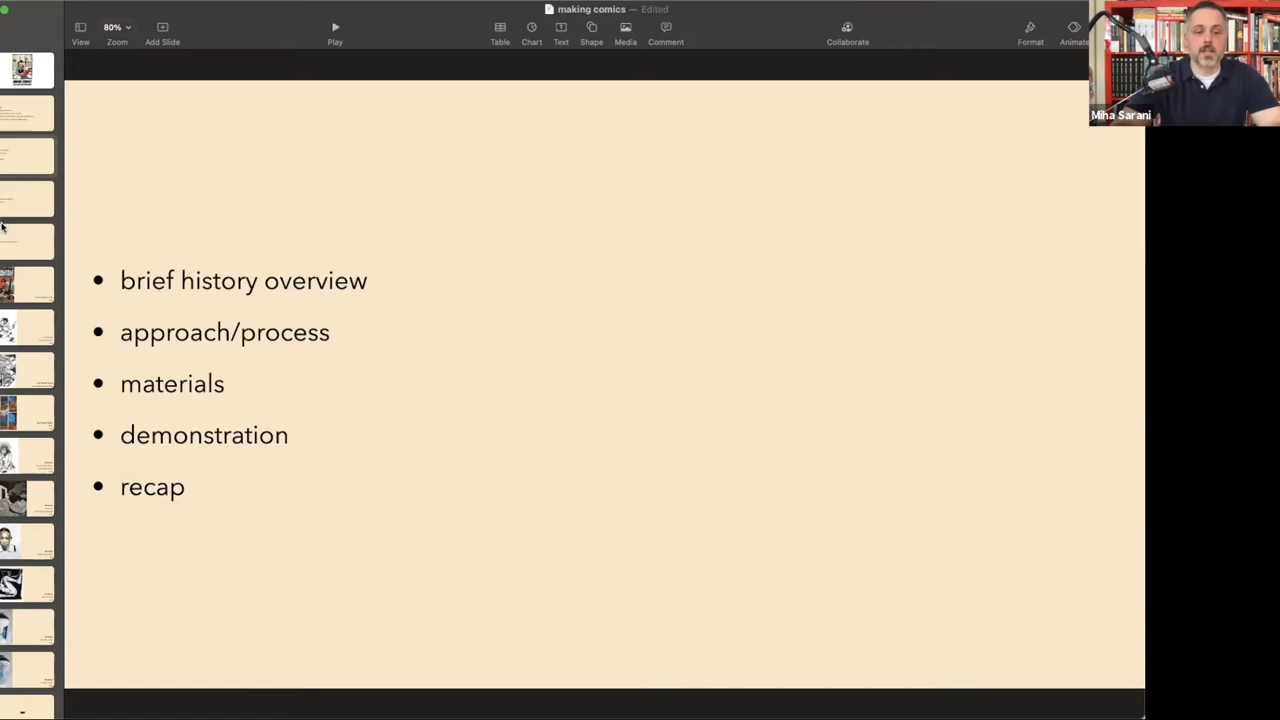 making comics — Edited
80%
View
Zoom
Add Slide
Play
Table
Chart
Text
Shape
Media
Comment
Collaborate
Format
Animate
Miha Sarani
• brief history overview
• approach/process
• materials
• demonstration
• recap